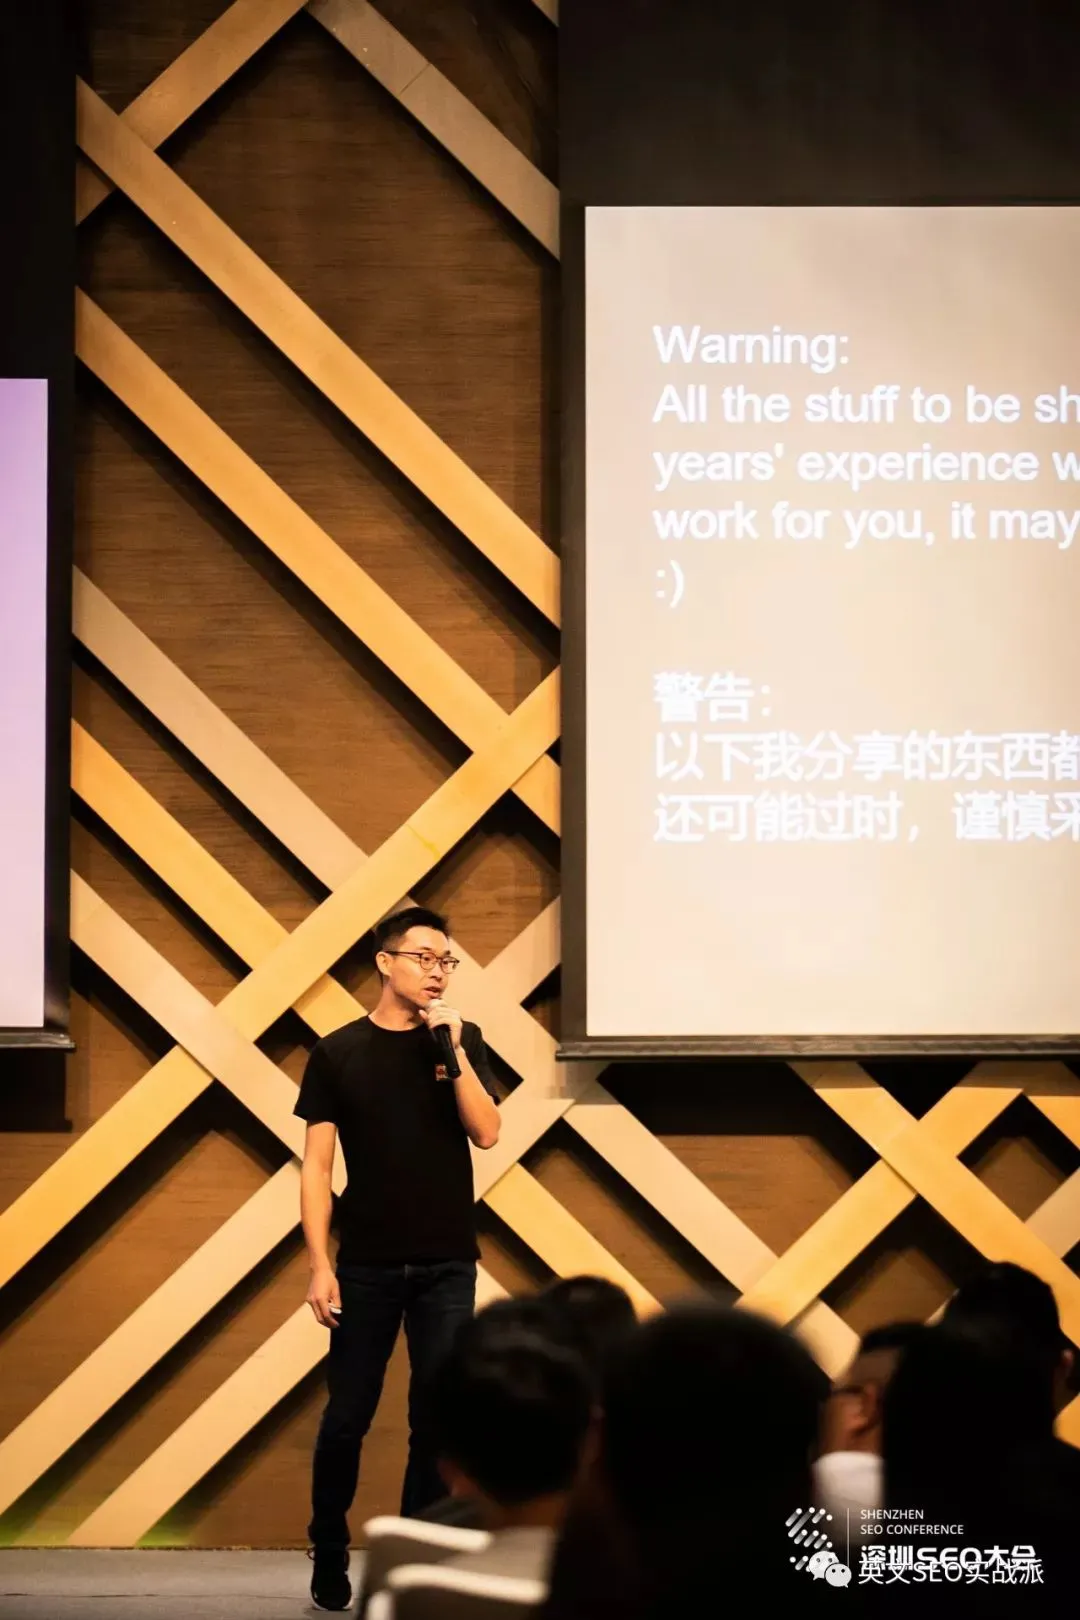 Warning:
All the stuff to be sh
years' experience w
work for you, it may
:)
警告：
以下我分享的东西都
还可能过时，谨慎采
SHENZHEN
SEO CONFERENCE
深圳SEO大会
英文SEO实战派